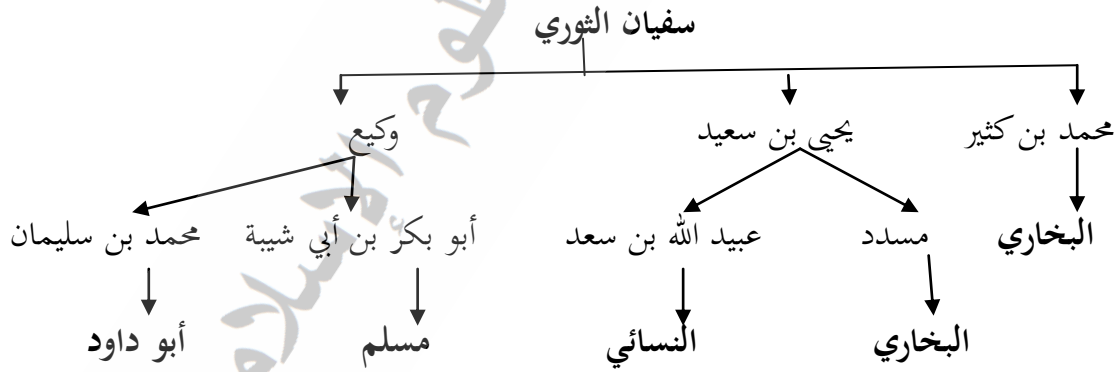 سفيان الثوري
محمد بن كثير يحيى بن سعيد وكيع
البخاري مسدد عبيد الله بن سعد أبو بكر بن أبي شيبة محمد بن سليمان
البخاري النسائي مسلم أبو داود